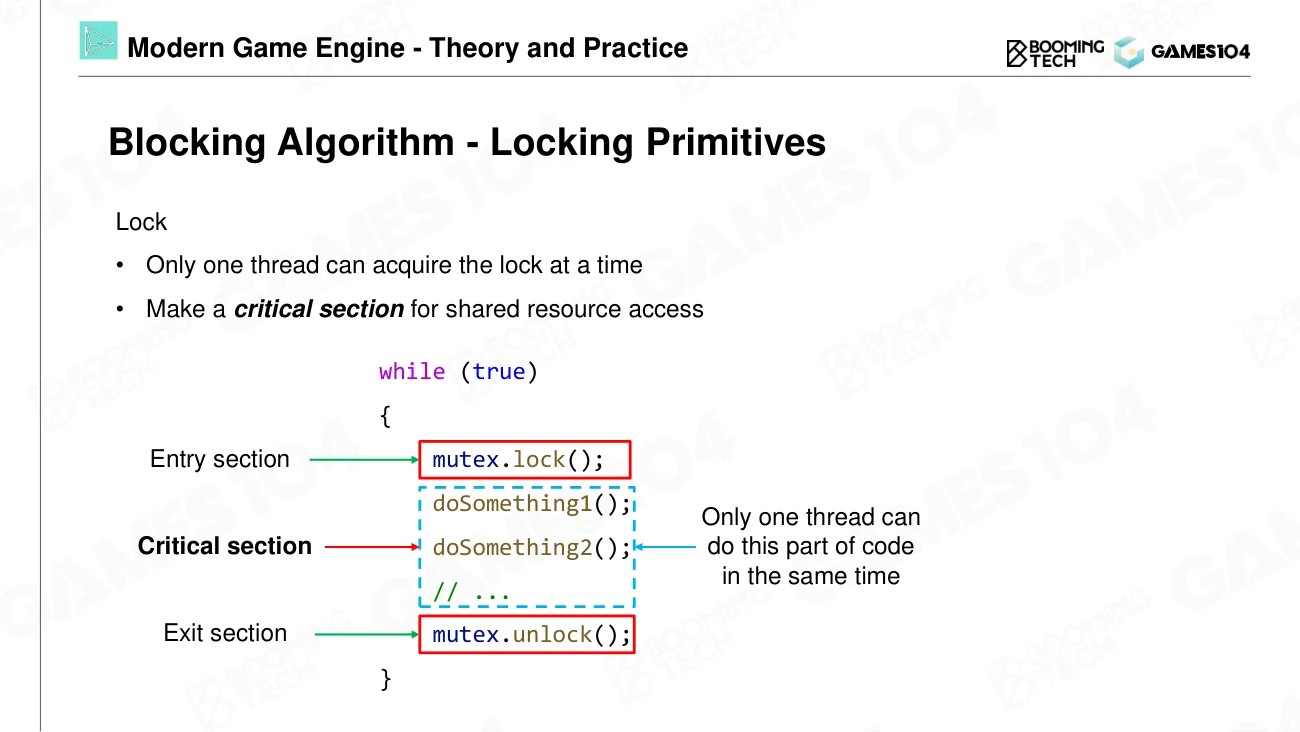 Modern Game Engine - Theory and Practice
BOOMING
TECH
GAMES104
Blocking Algorithm - Locking Primitives
Lock
• Only one thread can acquire the lock at a time
• Make a critical section for shared resource access
while (true)
{
Entry section
mutex.lock();
doSomething1();
Critical section
doSomething2();
// ...
Only one thread can
do this part of code
in the same time
Exit section
mutex.unlock();
}